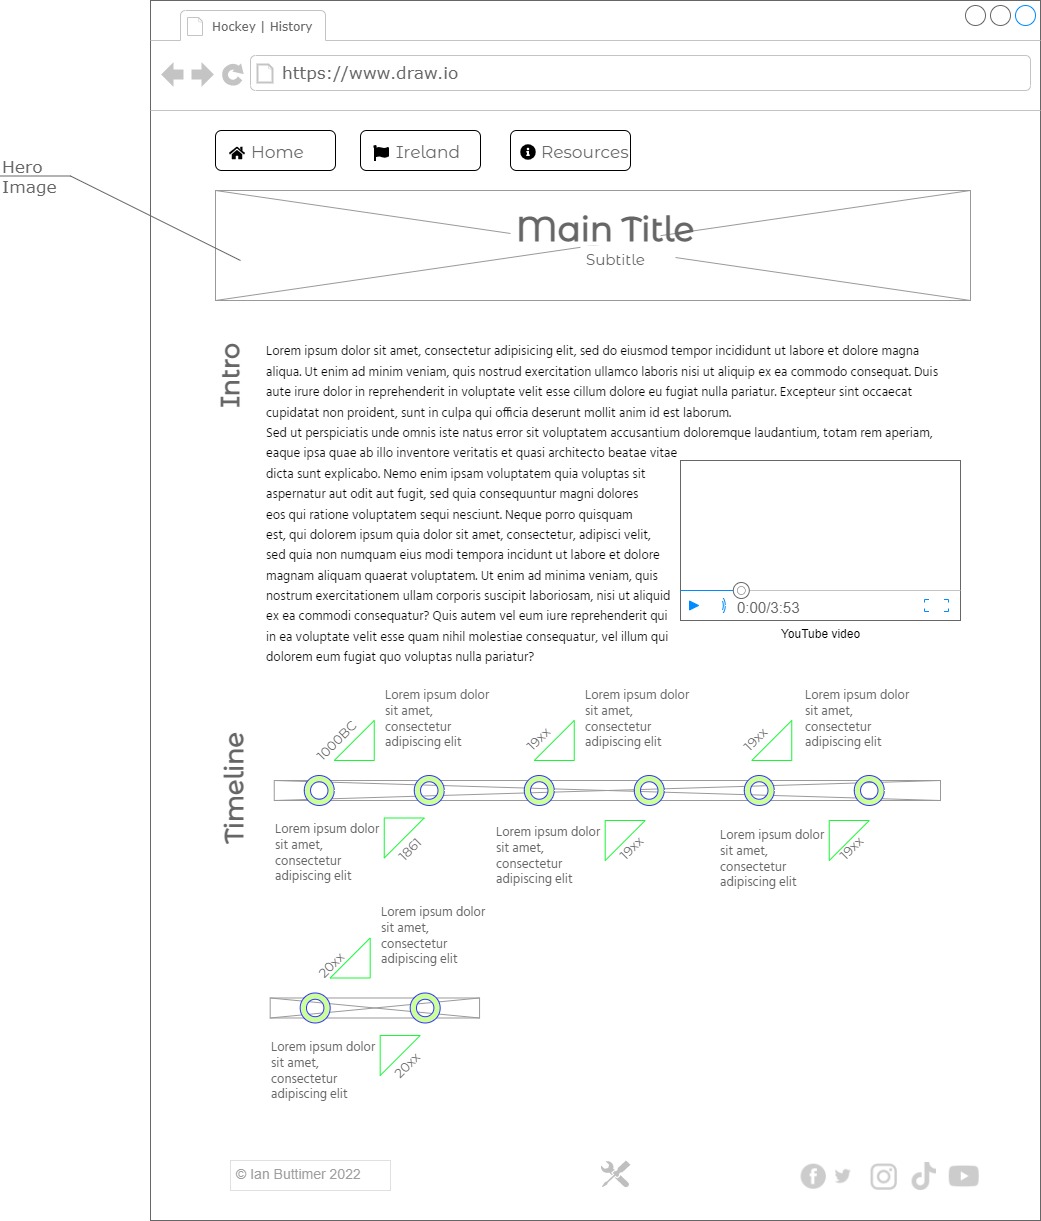 Hockey | History
https://www.draw.io
Home
Ireland
Resources
Hero
Image
Main Title
Subtitle
Intro
Lorem ipsum dolor sit amet, consectetur adipisicing elit, sed do eiusmod tempor incididunt ut labore et dolore magna
aliqua. Ut enim ad minim veniam, quis nostrud exercitation ullamco laboris nisi ut aliquip ex ea commodo consequat. Duis
aute irure dolor in reprehenderit in voluptate velit esse cillum dolore eu fugiat nulla pariatur. Excepteur sint occaecat
cupidatat non proident, sunt in culpa qui officia deserunt mollit anim id est laborum.
Sed ut perspiciatis unde omnis iste natus error sit voluptatem accusantium doloremque laudantium, totam rem aperiam,
eaque ipsa quae ab illo inventore veritatis et quasi architecto beatae vitae
dicta sunt explicabo. Nemo enim ipsam voluptatem quia voluptas sit
aspernatur aut odit aut fugit, sed quia consequuntur magni dolores
eos qui ratione voluptatem sequi nesciunt. Neque porro quisquam
est, qui dolorem ipsum quia dolor sit amet, consectetur, adipisci velit,
sed quia non numquam eius modi tempora incidunt ut labore et dolore
magnam aliquam quaerat voluptatem. Ut enim ad minima veniam, quis
nostrum exercitationem ullam corporis suscipit laboriosam, nisi ut aliquid
ex ea commodi consequatur? Quis autem vel eum iure reprehenderit qui
in ea voluptate velit esse quam nihil molestiae consequatur, vel illum qui
dolorem eum fugiat quo voluptas nulla pariatur?
0:00/3:53
YouTube video
Timeline
1000BC
Lorem ipsum dolor
sit amet,
consectetur
adipiscing elit
19xx
Lorem ipsum dolor
sit amet,
consectetur
adipiscing elit
19xx
Lorem ipsum dolor
sit amet,
consectetur
adipiscing elit
Lorem ipsum dolor
sit amet,
consectetur
adipiscing elit
1861
Lorem ipsum dolor
sit amet,
consectetur
adipiscing elit
19xx
Lorem ipsum dolor
sit amet,
consectetur
adipiscing elit
19xx
20xx
Lorem ipsum dolor
sit amet,
consectetur
adipiscing elit
Lorem ipsum dolor
sit amet,
consectetur
adipiscing elit
20xx
© Ian Buttimer 2022